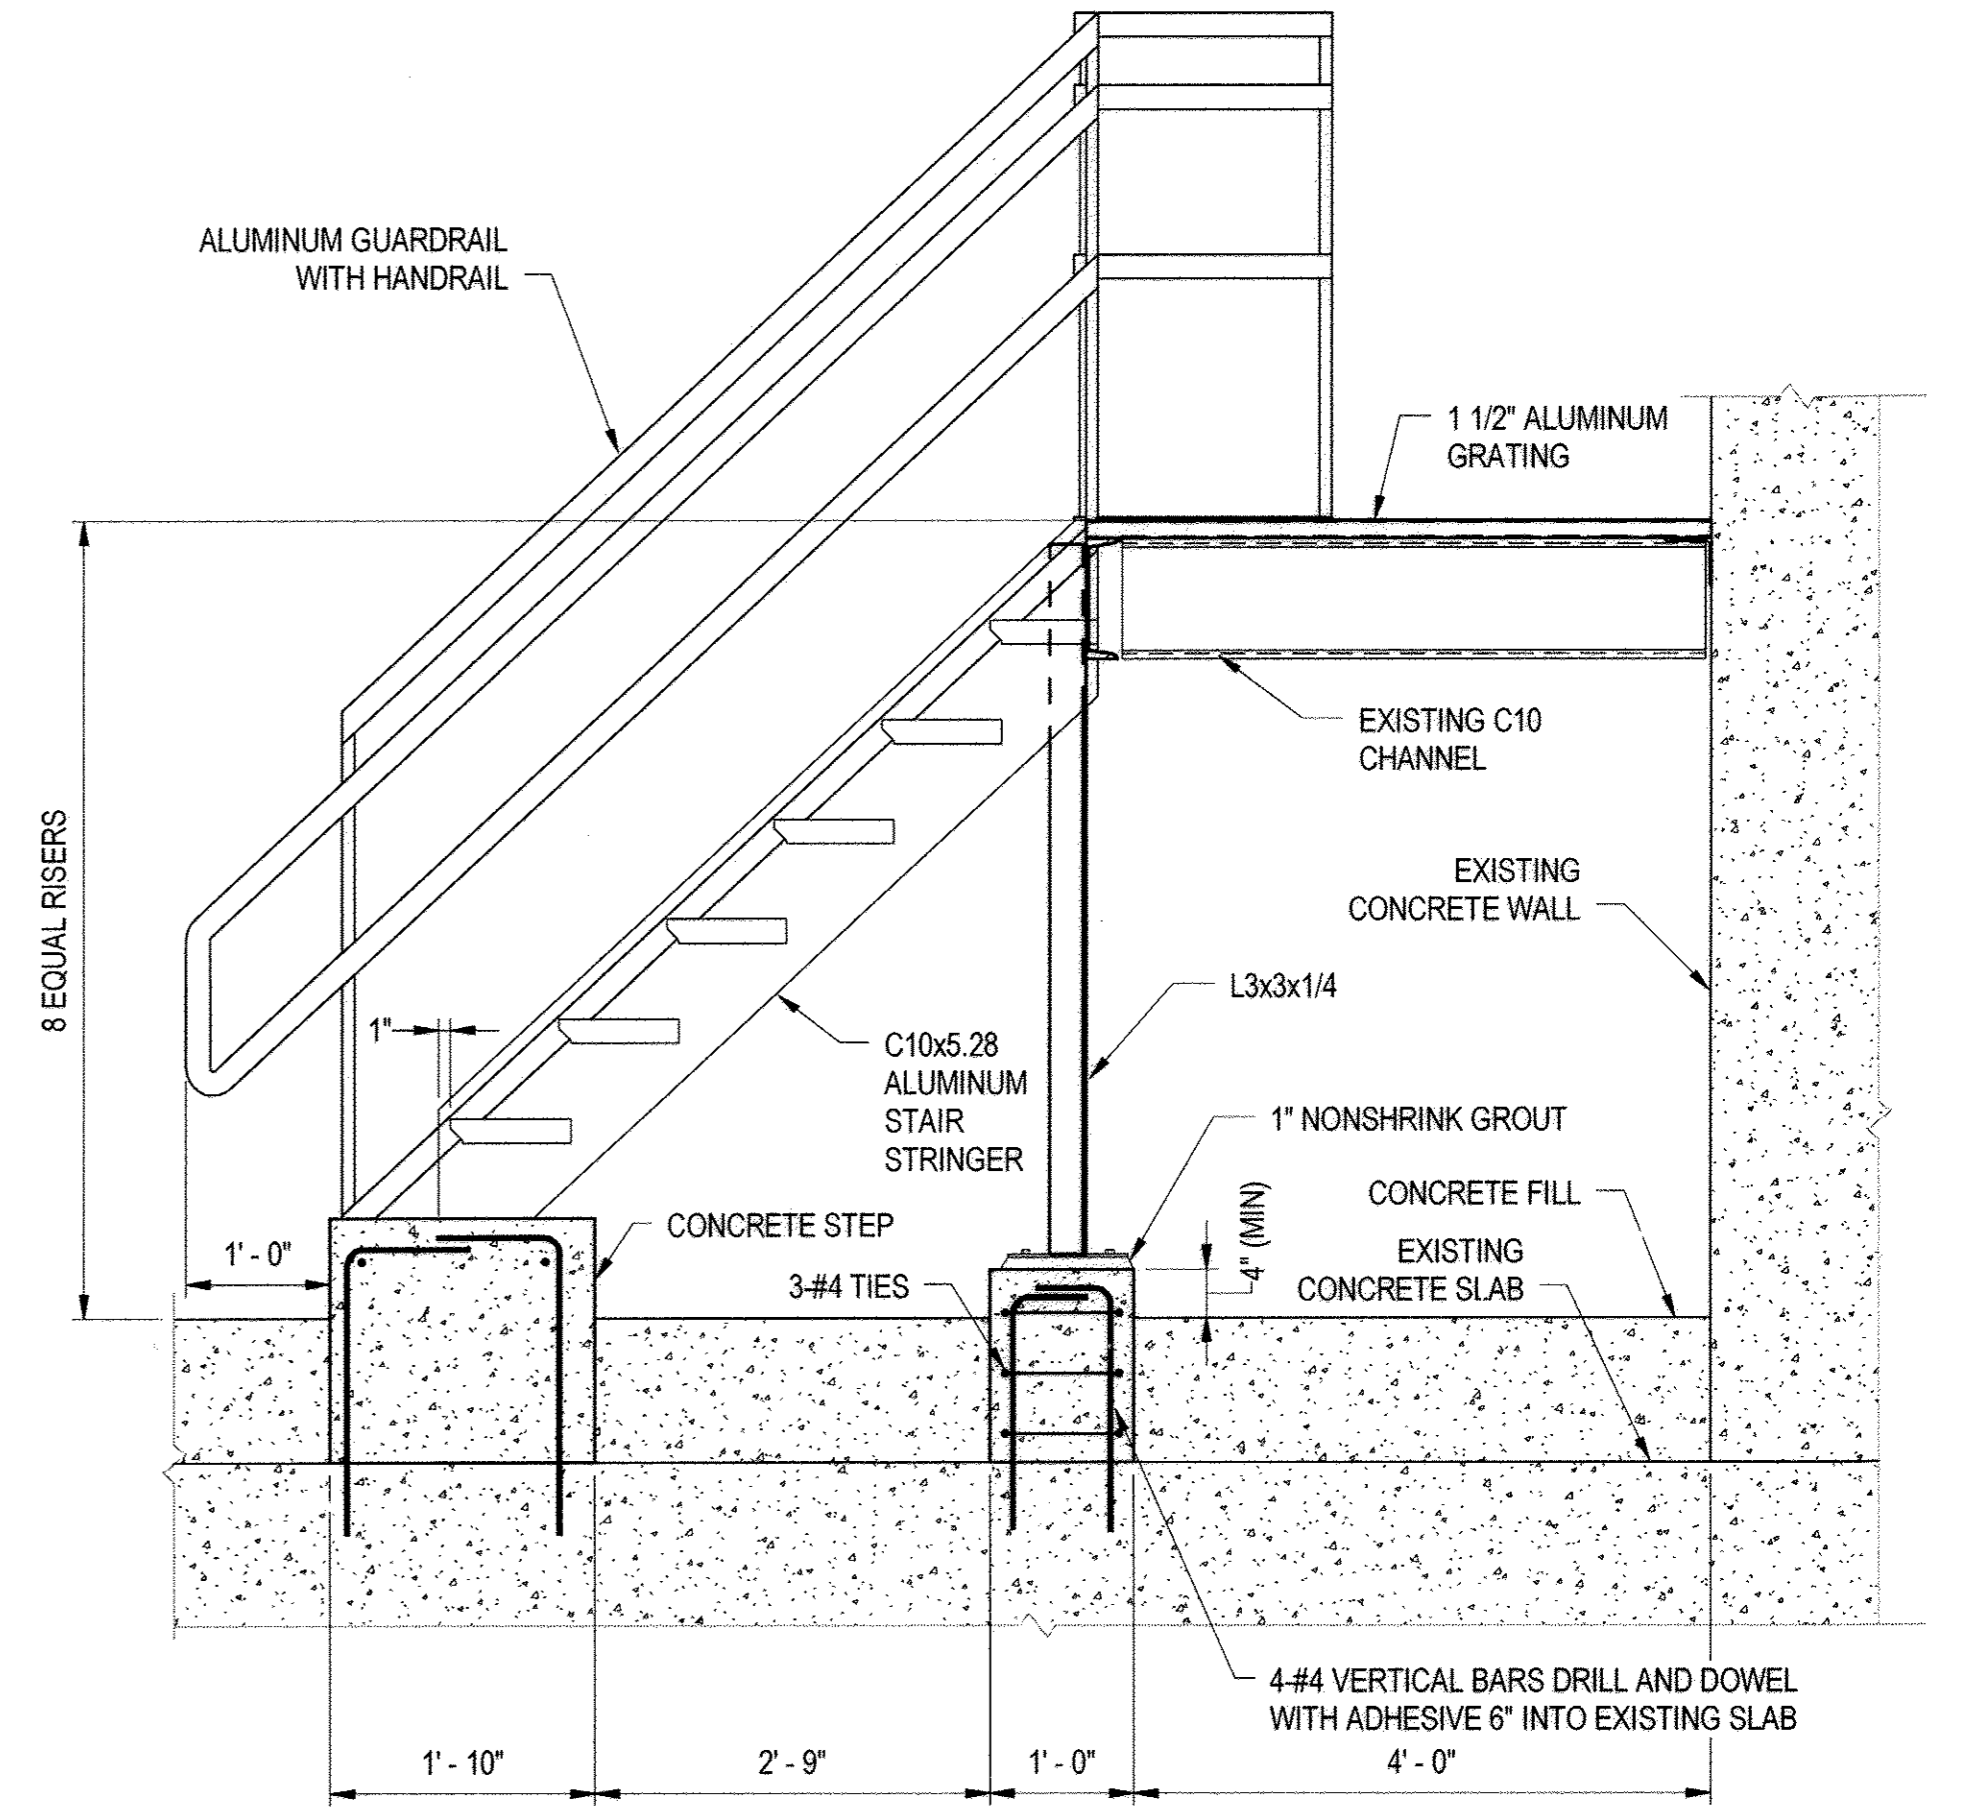 ALUMINUM GUARDRAIL
WITH HANDRAIL
1 1/2" ALUMINUM
GRATING
EXISTING C10
CHANNEL
8 EQUAL RISERS
EXISTING
CONCRETE WALL
L3x3x1/4
1"
C10x5.28
ALUMINUM
STAIR
STRINGER
1" NONSHRINK GROUT
CONCRETE FILL
4" (MIN)
CONCRETE STEP
1' - 0"
EXISTING
CONCRETE SLAB
3-#4 TIES
4-#4 VERTICAL BARS DRILL AND DOWEL
WITH ADHESIVE 6" INTO EXISTING SLAB
1' - 10"
2' - 9"
1' - 0"
4' - 0"